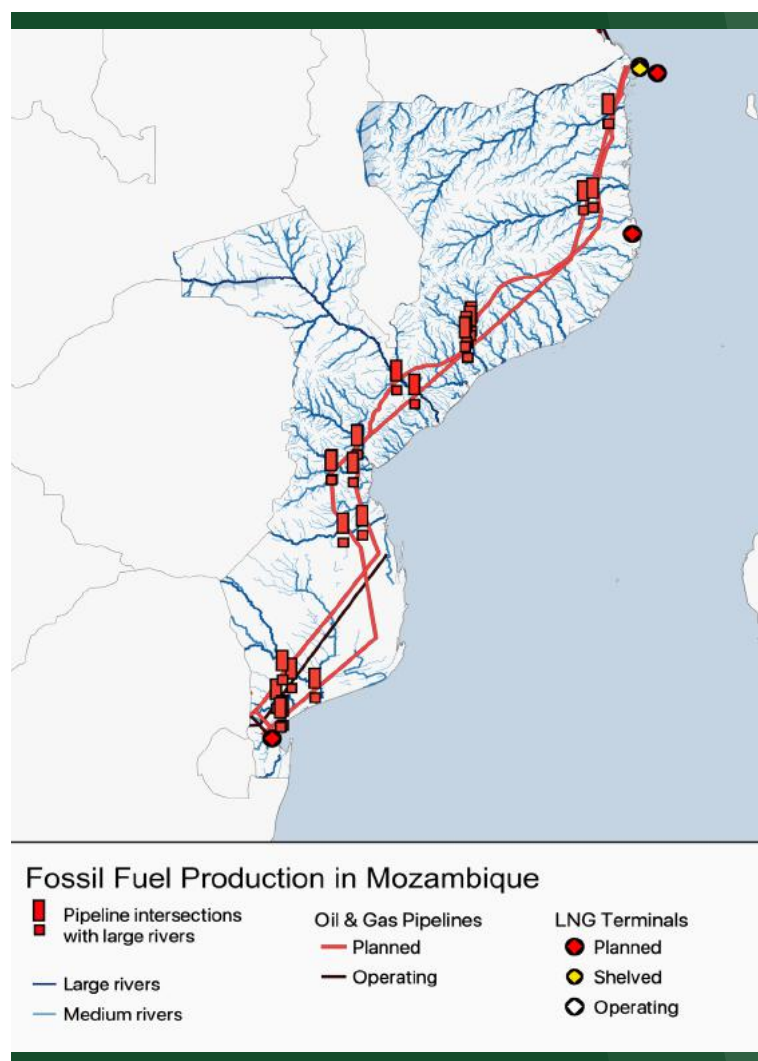 Fossil Fuel Production in Mozambique
Pipeline intersections
with large rivers
Large rivers
Medium rivers
Oil & Gas Pipelines
Planned
Operating
LNG Terminals
Planned
Shelved
Operating